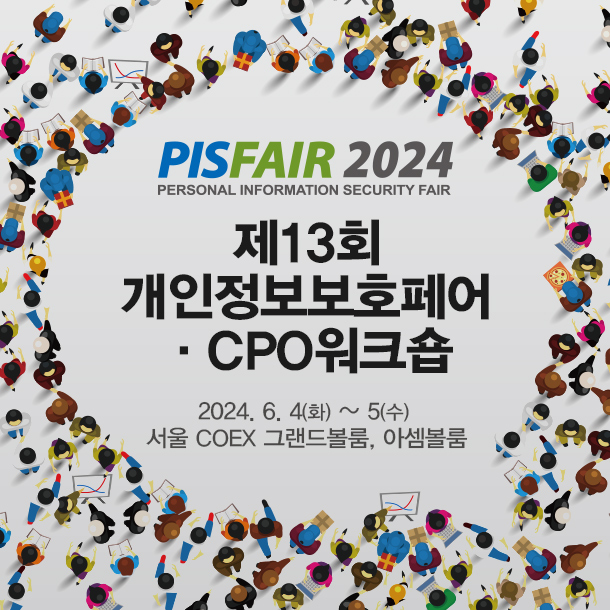 PISFAIR 2024
PERSONAL INFORMATION SECURITY FAIR
제13회
개인정보보호페어
· CPO워크숍
2024. 6. 4(화) ~ 5(수)
서울 COEX 그랜드볼룸, 아셈볼룸